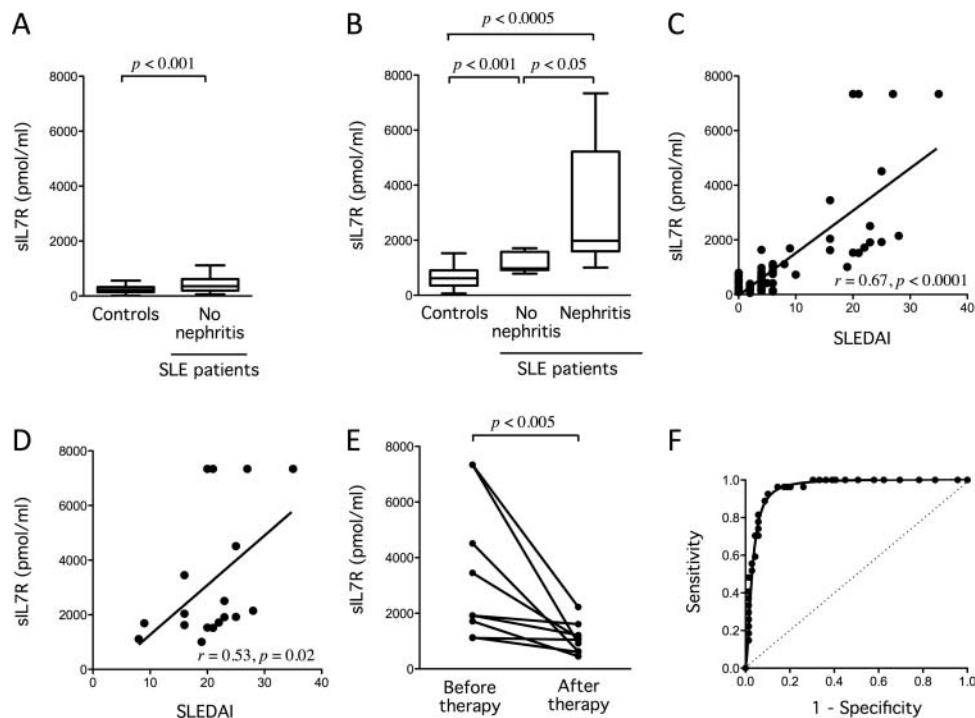 A
p < 0.001
sIL7R (pmol/ml)
8000
6000
4000
2000
0
Controls
No
nephritis
SLE patients
B
p < 0.0005
p < 0.001
p < 0.05
sIL7R (pmol/ml)
8000
6000
4000
2000
0
Controls
No
nephritis
Nephritis
SLE patients
C
sIL7R (pmol/ml)
8000
6000
4000
2000
0
r = 0.67, p < 0.0001
0 10 20 30 40
SLEDAI
D
sIL7R (pmol/ml)
8000
6000
4000
2000
0
r = 0.53, p = 0.02
0 10 20 30 40
SLEDAI
E
p < 0.005
sIL7R (pmol/ml)
8000
6000
4000
2000
0
Before
therapy
After
therapy
F
Sensitivity
1.0
0.8
0.6
0.4
0.2
0.0
0.0 0.2 0.4 0.6 0.8 1.0
1 - Specificity